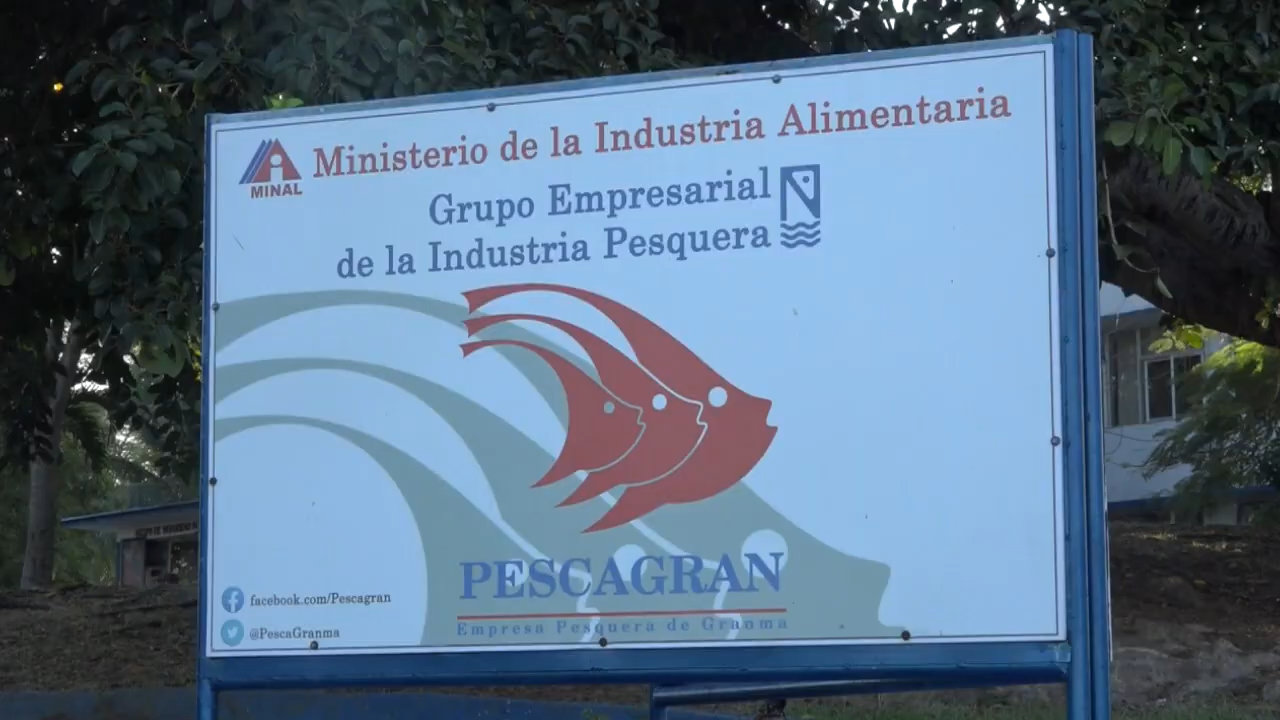 MINAL
Ministerio de la Industria Alimentaria
Grupo Empresarial
de la Industria Pesquera
PESCAGRAN
Empresa Pesquera de Granma
facebook.com/Pescagran
@PescaGranma